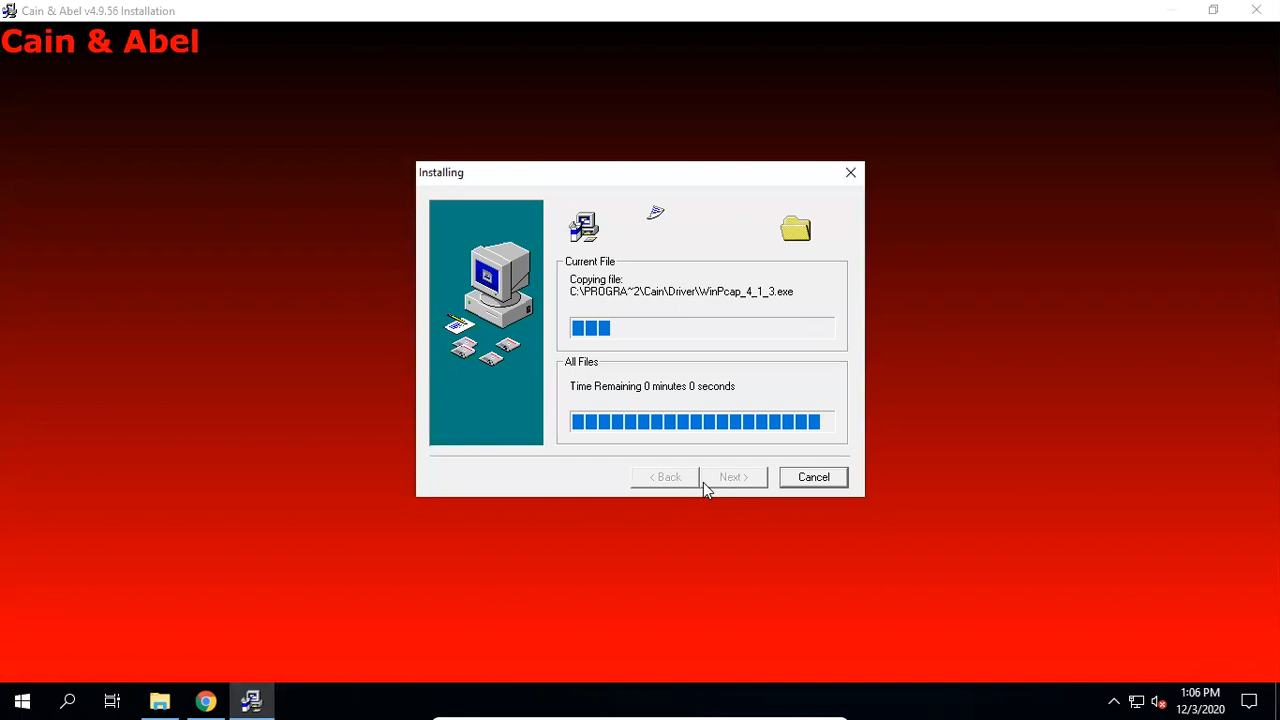 Cain & Abel v4.9.56 Installation
Cain & Abel
Installing
Current File
Copying file:
C:\PROGRA~2\Cain\Driver\WinPcap_4_1_3.exe
All Files
Time Remaining 0 minutes 0 seconds
< Back
Next >
Cancel
1:06 PM
12/3/2020